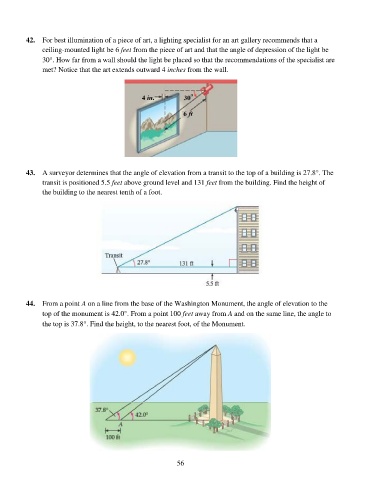 42. For best illumination of a piece of art, a lighting specialist for an art gallery recommends that a
ceiling-mounted light be 6 feet from the piece of art and that the angle of depression of the light be
30°. How far from a wall should the light be placed so that the recommendations of the specialist are
met? Notice that the art extends outward 4 inches from the wall.
4 in.
30°
6 ft
43. A surveyor determines that the angle of elevation from a transit to the top of a building is 27.8°. The
transit is positioned 5.5 feet above ground level and 131 feet from the building. Find the height of
the building to the nearest tenth of a foot.
Transit
27.8°
131 ft
5.5 ft
44. From a point A on a line from the base of the Washington Monument, the angle of elevation to the
top of the monument is 42.0°. From a point 100 feet away from A and on the same line, the angle to
the top is 37.8°. Find the height, to the nearest foot, of the Monument.
37.8°
42.0°
A
100 ft
56